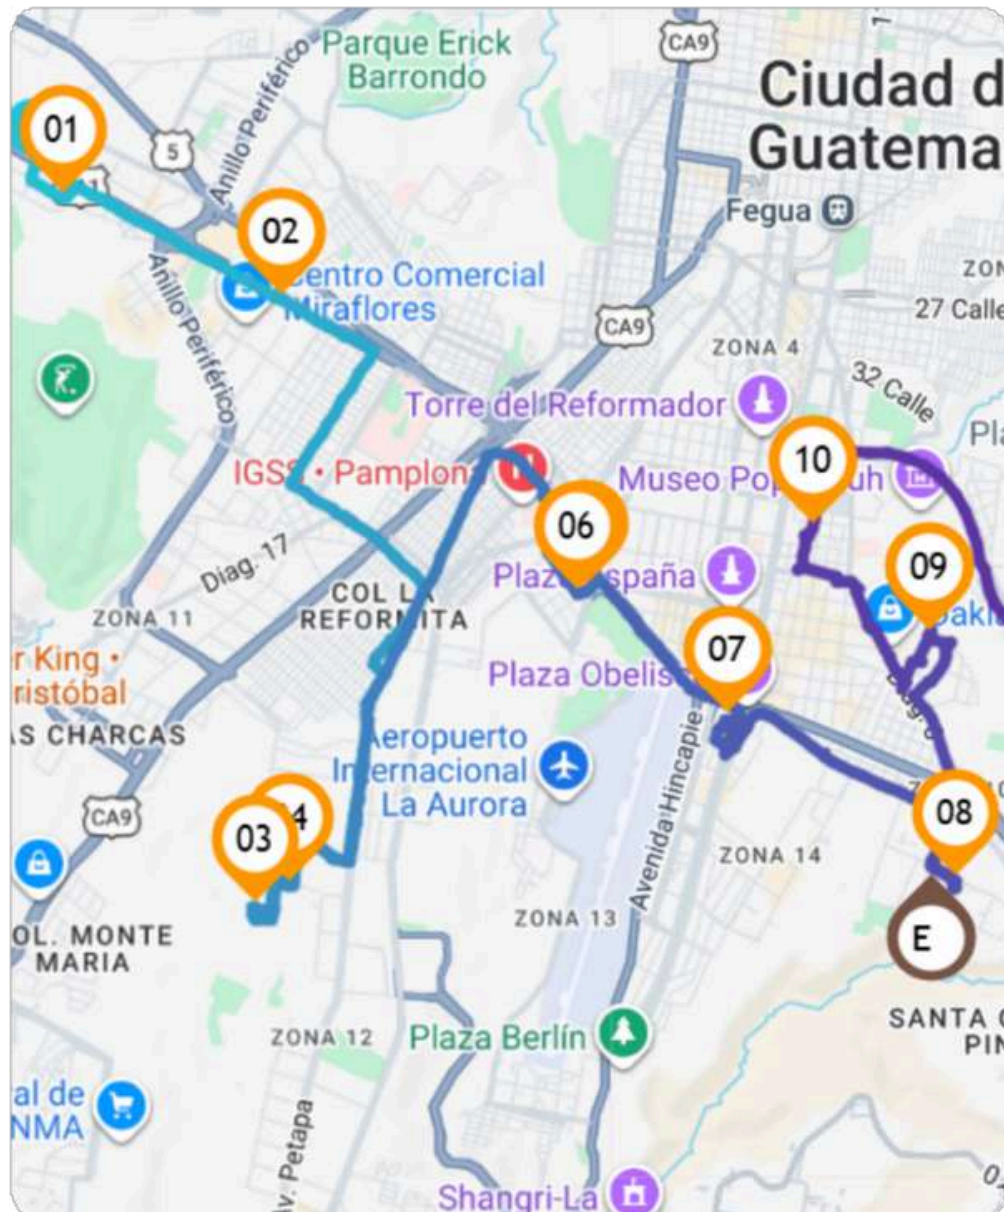 Parque Erick
Barrondo
CA9
Ciudad d
Guatema
01
5
1
Anillo Periférico
Fegua
02
Centro Comercial
Miraflores
ZON
27 Calle
Anillo Periférico
CA9
ZONA 4
32 Calle
Torre del Reformador
Pla
10
IGSS • Pamplona
Museo Pop uh
06
09
Diag. 17
Plaza España
COL LA
REFORMITA
Oakla
ZONA 11
07
er King •
ristóbal
Plaza Obelis
AS CHARCAS
Aeropuerto
Internacional
La Aurora
Avenida Hincapie
CA9
03
4
08
ZONA 14
ZONA 13
OL. MONTE
MARIA
E
SANTA C
PIN
ZONA 12
Plaza Berlín
al de
NMA
Av. Petapa
Shangri-La